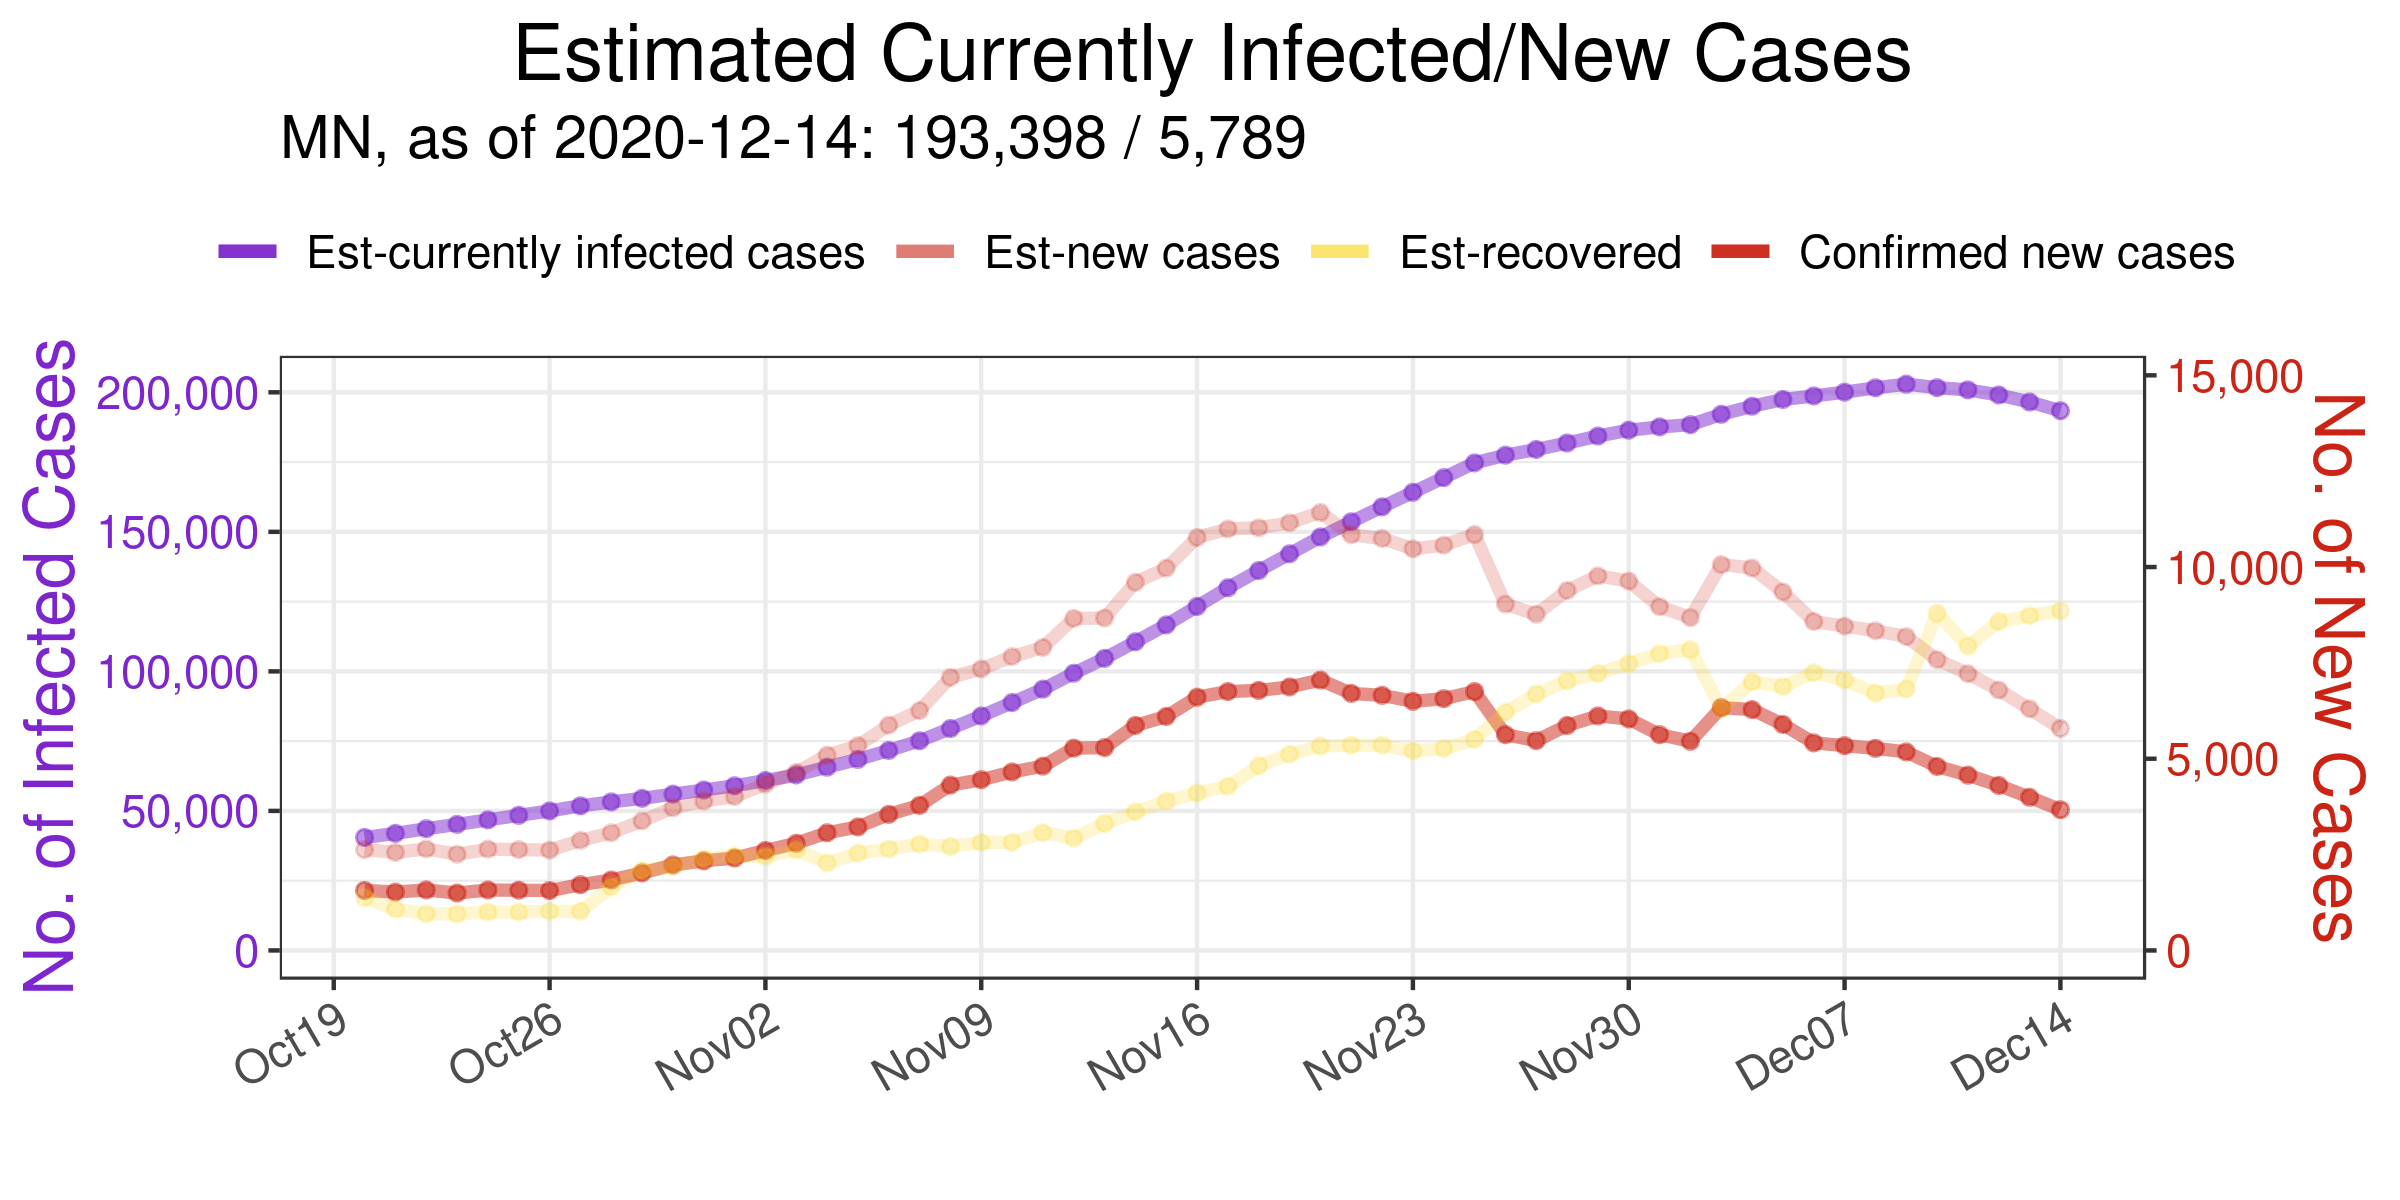 Estimated Currently Infected/New Cases
MN, as of 2020-12-14: 193,398 / 5,789
Est-currently infected cases Est-new cases Est-recovered Confirmed new cases
No. of Infected Cases
200,000
150,000
100,000
50,000
0
15,000
10,000
5,000
0
No. of New Cases
Oct19 Oct26 Nov02 Nov09 Nov16 Nov23 Nov30 Dec07 Dec14